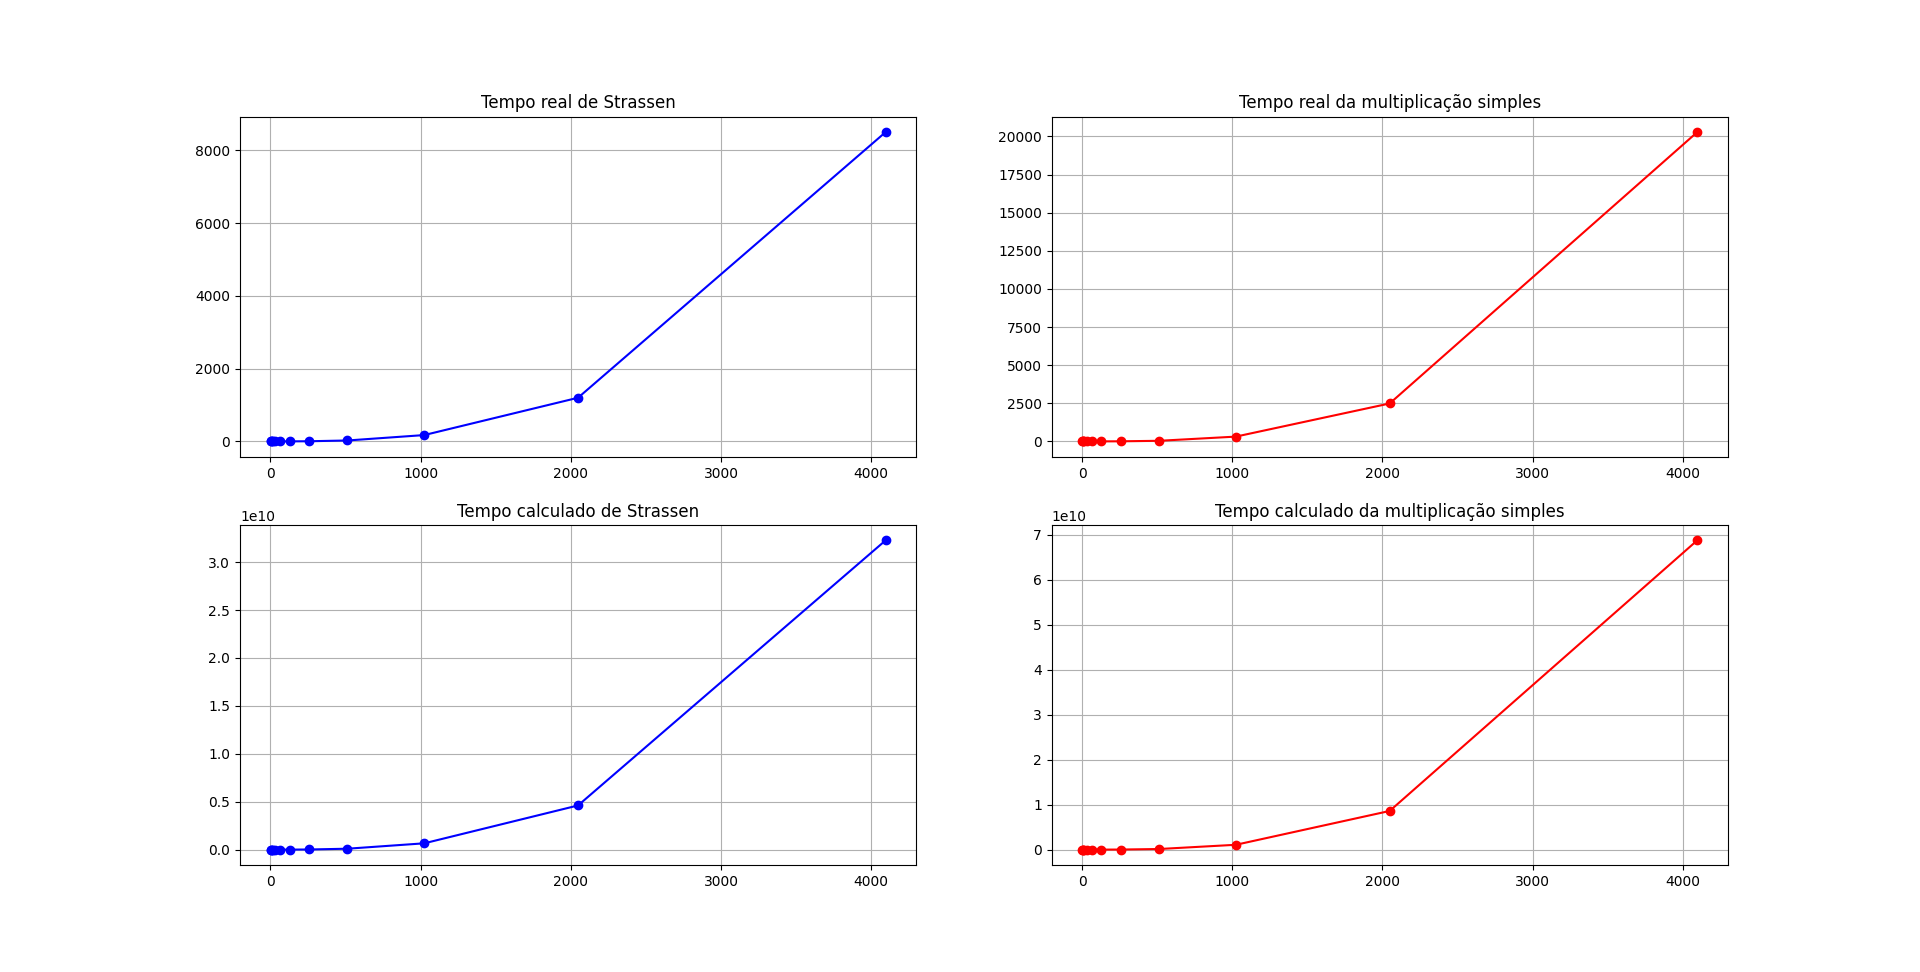 Tempo real de Strassen
8000
6000
4000
2000
0
0 1000 2000 3000 4000
Tempo real da multiplicação simples
20000
17500
15000
12500
10000
7500
5000
2500
0
0 1000 2000 3000 4000
Tempo calculado de Strassen
1e10
3.0
2.5
2.0
1.5
1.0
0.5
0.0
0 1000 2000 3000 4000
Tempo calculado da multiplicação simples
1e10
7
6
5
4
3
2
1
0
0 1000 2000 3000 4000